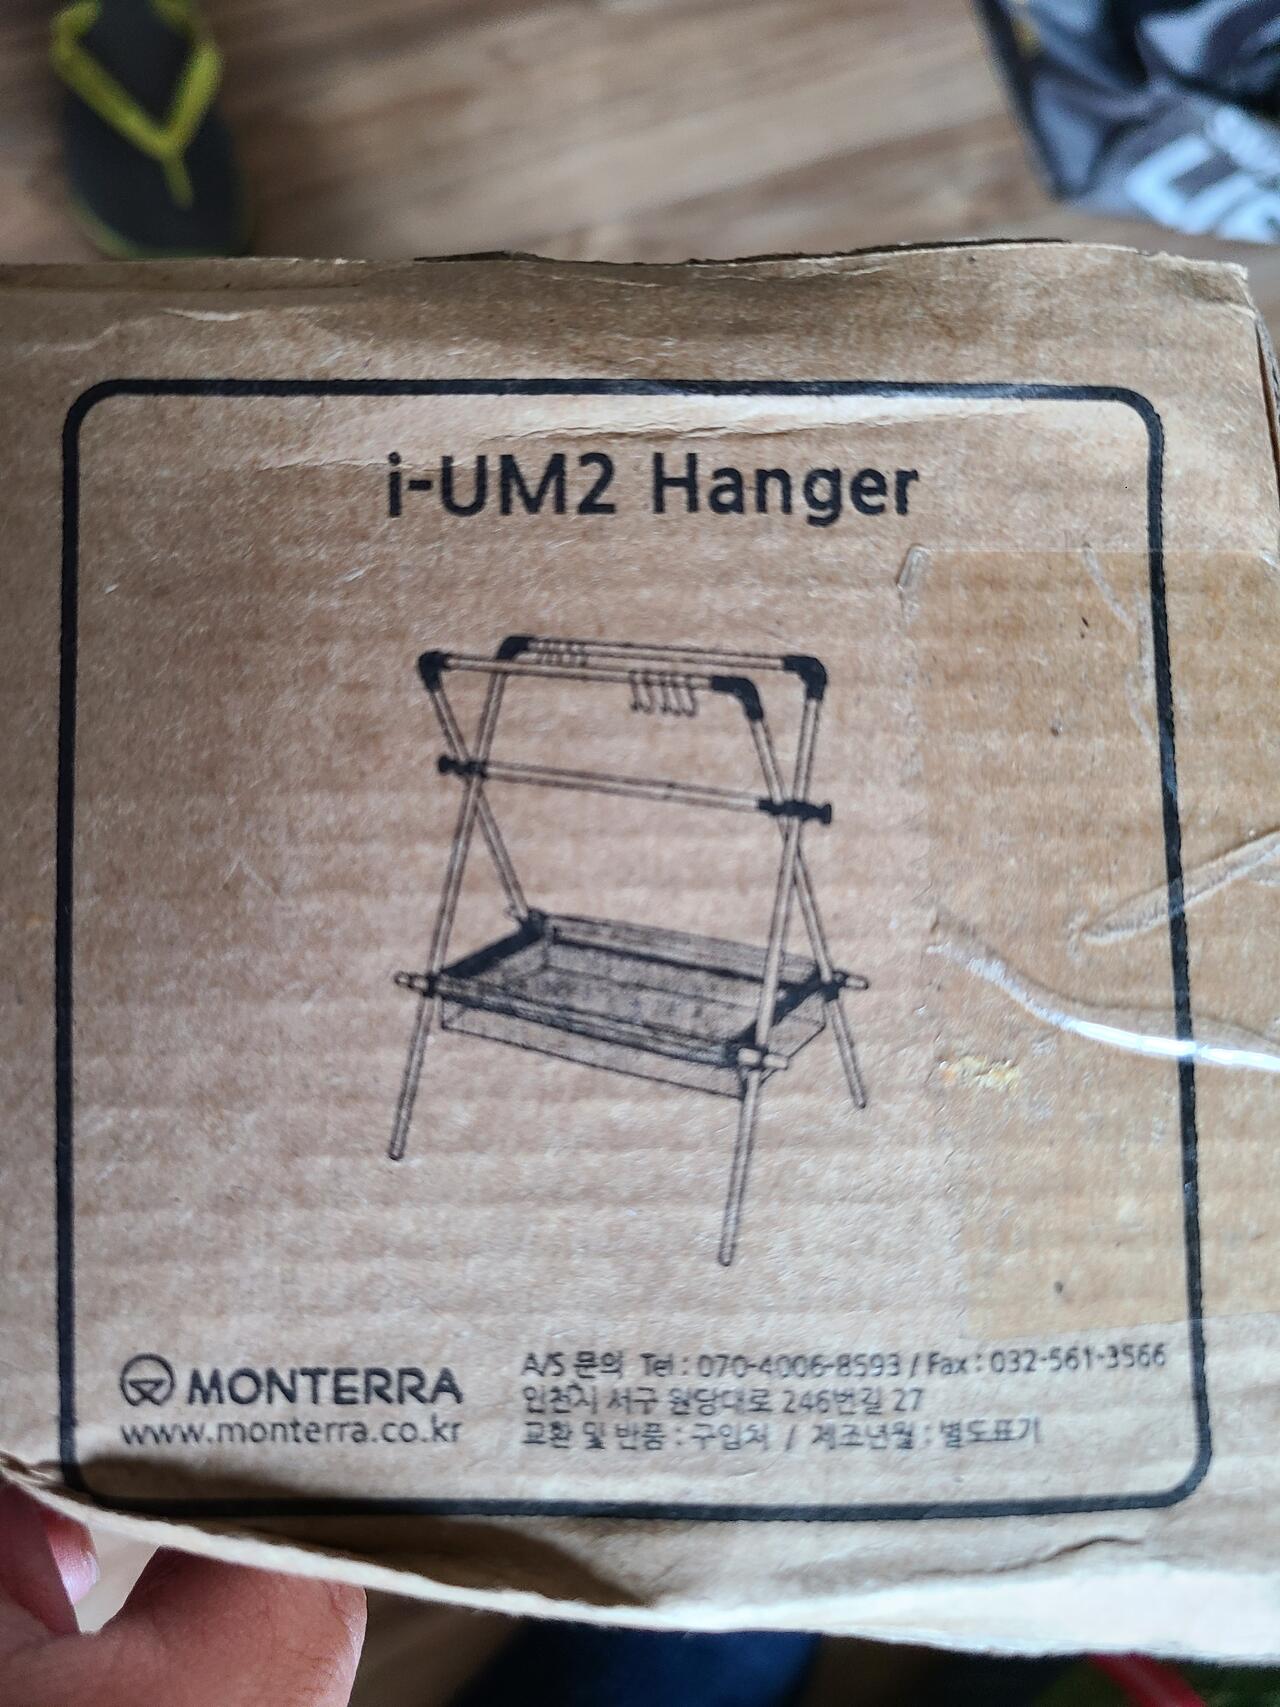 i-UM2 Hanger
MONTERRA
www.monterra.co.kr
A/S 문의 Tel : 070-4006-8593 / Fax : 032-561-3566
인천시 서구 원당대로 246번길 27
교환 및 반품 : 구입처 / 제조년월 : 별도표기